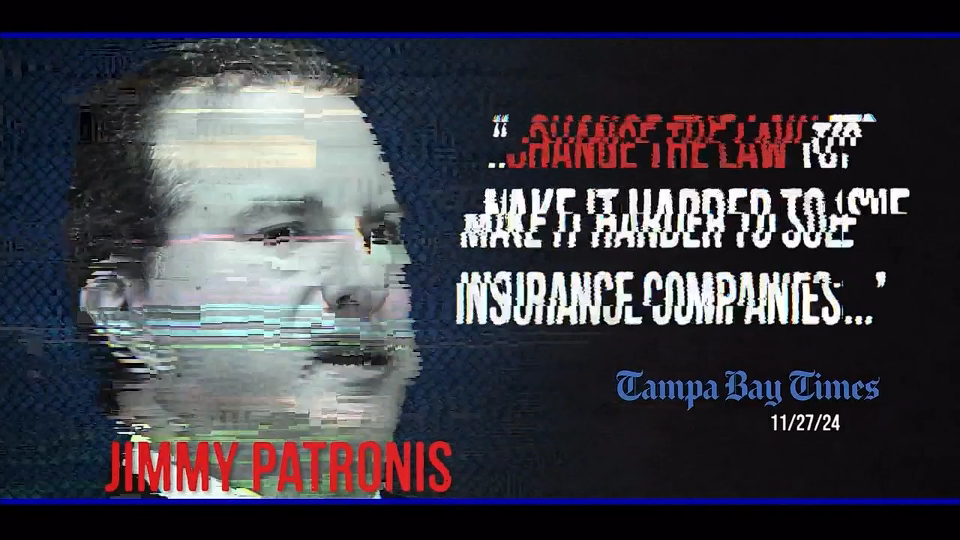 "...CHANGE THE LAW TO
MAKE IT HARDER TO SUE
INSURANCE COMPANIES...'
Tampa Bay Times
11/27/24
JIMMY PATRONIS